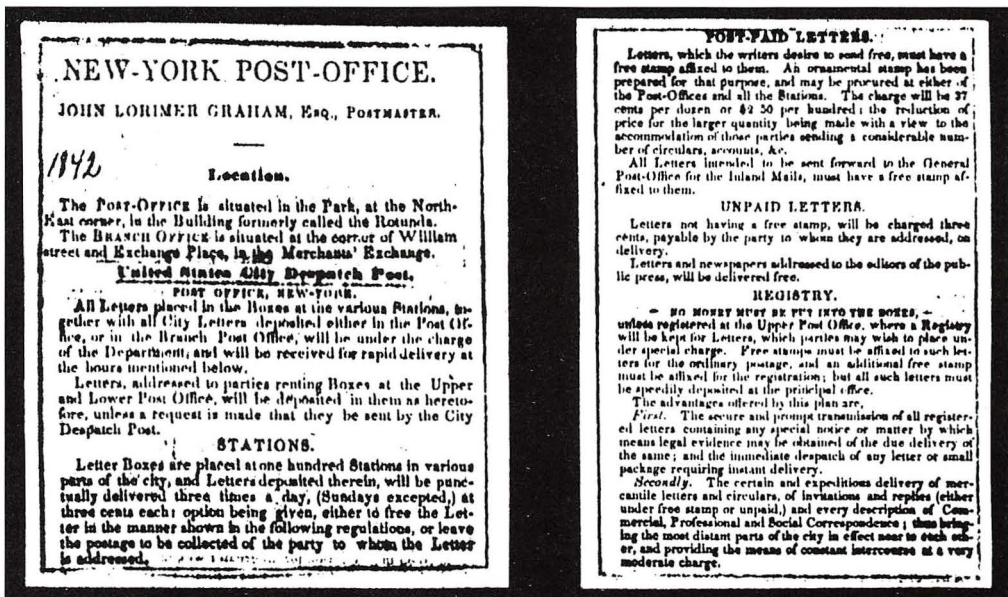 NEW-YORK POST-OFFICE.
JOHN LORIMER GRAHAM, Esq., Postmaster.
1842
Location.
The Post-Office is situated in the Park, at the North-
East corner, in the Building formerly called the Rotunda.
The Branch Office is situated at the corner of William
street and Exchange Place, in the Merchants' Exchange.
United States City Despatch Post.
POST OFFICE, NEW-YORK.
All Letters placed in the Boxes at the various Stations, to-
gether with all City Letters deposited either in the Post Of-
fice, or in the Branch Post Office, will be under the charge
of the Department, and will be received for rapid delivery at
the hours mentioned below.
Letters, addressed to parties renting Boxes at the Upper
and Lower Post Office, will be deposited in them as hereto-
fore, unless a request is made that they be sent by the City
Despatch Post.
STATIONS.
Letter Boxes are placed at one hundred Stations in various
parts of the city, and Letters deposited therein, will be punc-
tually delivered three times a day, (Sundays excepted,) at
three cents each: option being given, either to free the Let-
ter in the manner shown in the following regulations, or leave
the postage to be collected of the party to whom the Letter
is addressed.
POST-PAID LETTERS.
Letters, which the writers desire to send free, must have a
free stamp affixed to them. An ornamental stamp has been
prepared for that purpose, and may be procured at either of
the Post-Offices and all the Stations. The charge will be 37
cents per dozen or $2 50 per hundred; the reduction of
price for the larger quantity being made with a view to the
accommodation of those parties sending a considerable num-
ber of circulars, accounts, &c.
All Letters intended to be sent forward to the General
Post-Office for the Inland Mails, must have a free stamp af-
fixed to them.
UNPAID LETTERS.
Letters not having a free stamp, will be charged three
cents, payable by the party to whom they are addressed, on
delivery.
Letters and newspapers addressed to the editors of the pub-
lic press, will be delivered free.
REGISTRY.
NO MONEY MUST BE PUT INTO THE BOXES,
unless registered at the Upper Post Office, where a Registry
will be kept for Letters, which parties may wish to place un-
der special charge. Free stamps must be affixed to such let-
ters for the ordinary postage, and an additional free stamp
must be affixed for the registration; but all such letters must
be speedily deposited at the principal office.
The advantages offered by this plan are,
First. The secure and prompt transmission of all register-
ed letters containing any special notice or matter by which
means legal evidence may be obtained of the due delivery of
the same; and the immediate despatch of any letter or small
package requiring instant delivery.
Secondly. The certain and expeditious delivery of mer-
cantile letters and circulars, of invitations and replies (either
under free stamp or unpaid,) and every description of Com-
mercial, Professional and Social Correspondence; thus bring-
ing the most distant parts of the city in effect near to each oth-
er, and providing the means of constant intercourse at a very
moderate charge.